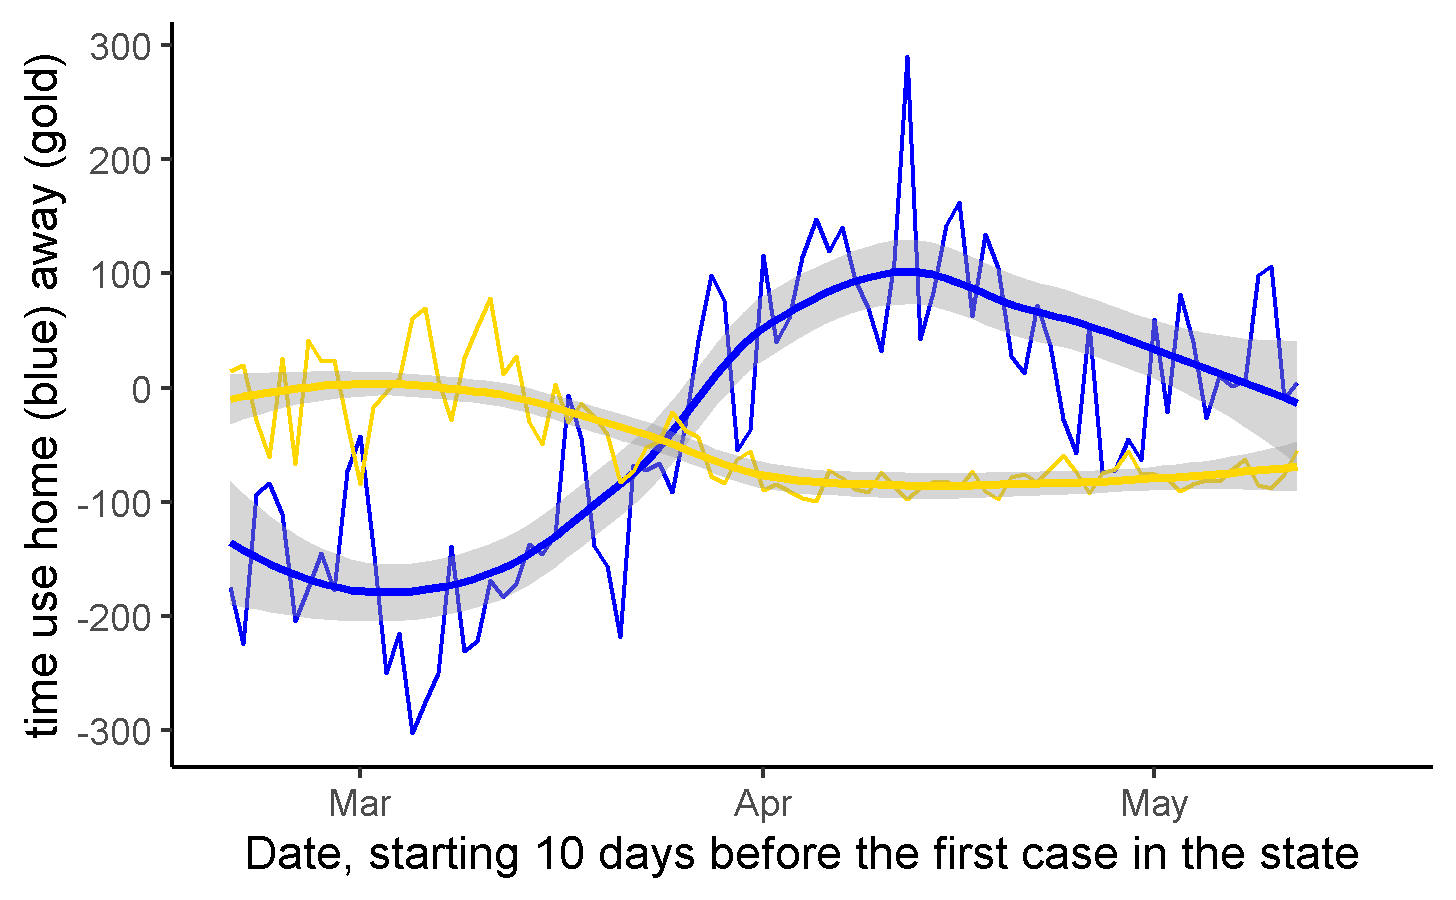 time use home (blue) away (gold)
300
200
100
0
-100
-200
-300
Mar
Apr
May
Date, starting 10 days before the first case in the state